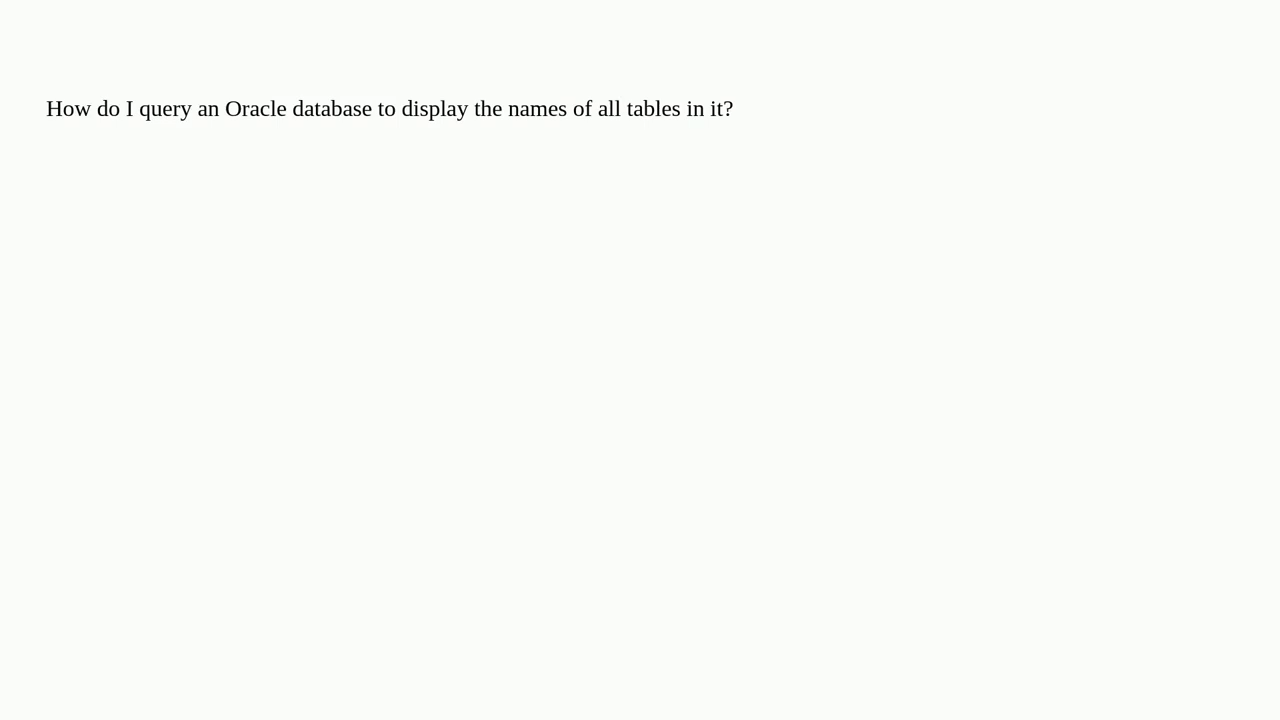 How do I query an Oracle database to display the names of all tables in it?